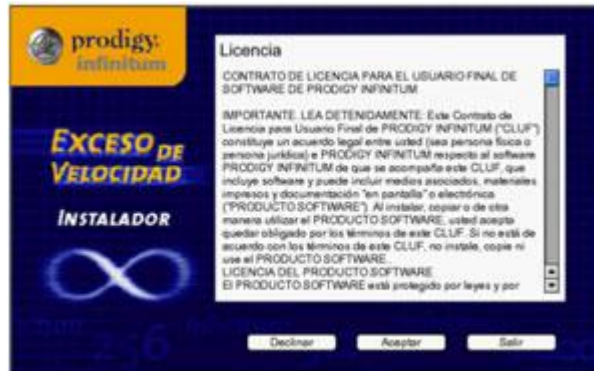 prodigy
infinitum
EXCESO DE
VELOCIDAD
INSTALADOR
Licencia
CONTRATO DE LICENCIA PARA EL USUARIO FINAL DE
SOFTWARE DE PRODIGY INFINITUM
IMPORTANTE. LEA DETENIDAMENTE: Este Contrato de
Licencia para Usuario Final de PRODIGY INFINITUM ("CLUF")
constituye un acuerdo legal entre usted (sea persona física o
persona jurídica) e PRODIGY INFINITUM respecto al software
PRODIGY INFINITUM de que se acompaña este CLUF, que
incluye software y puede incluir medios asociados, materiales
impresos y documentación "en pantalla" o electrónica
("PRODUCTO SOFTWARE"). Al instalar, copiar o de otra
manera utilizar el PRODUCTO SOFTWARE, usted acepta
quedar obligado por los términos de este CLUF. Si no está de
acuerdo con los términos de este CLUF, no instale, copie ni
use el PRODUCTO SOFTWARE.
LICENCIA DEL PRODUCTO SOFTWARE
El PRODUCTO SOFTWARE está protegido por leyes y por
256
Declinar Aceptar Salir